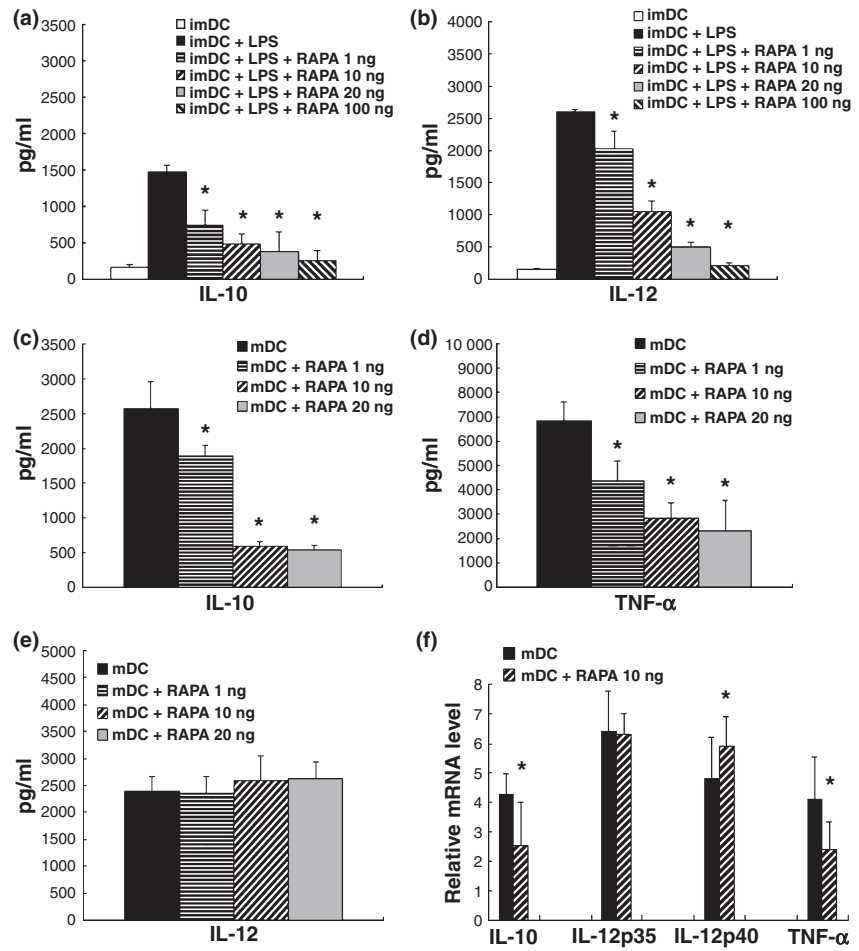 (a)
3500
3000
2500
2000
1500
1000
500
0
pg/ml
imDC
imDC + LPS
imDC + LPS + RAPA 1 ng
imDC + LPS + RAPA 10 ng
imDC + LPS + RAPA 20 ng
imDC + LPS + RAPA 100 ng
* * * *
IL-10
(b)
4000
3500
3000
2500
2000
1500
1000
500
0
pg/ml
imDC
imDC + LPS
imDC + LPS + RAPA 1 ng
imDC + LPS + RAPA 10 ng
imDC + LPS + RAPA 20 ng
imDC + LPS + RAPA 100 ng
* * * *
IL-12
(c)
3500
3000
2500
2000
1500
1000
500
0
pg/ml
mDC
mDC + RAPA 1 ng
mDC + RAPA 10 ng
mDC + RAPA 20 ng
* * *
IL-10
(d)
10 000
9000
8000
7000
6000
5000
4000
3000
2000
1000
0
pg/ml
mDC
mDC + RAPA 1 ng
mDC + RAPA 10 ng
mDC + RAPA 20 ng
* * *
TNF-α
(e)
5000
4500
4000
3500
3000
2500
2000
1500
1000
500
0
pg/ml
mDC
mDC + RAPA 1 ng
mDC + RAPA 10 ng
mDC + RAPA 20 ng
IL-12
(f)
mDC
mDC + RAPA 10 ng
8
7
6
5
4
3
2
1
0
Relative mRNA level
* * *
IL-10 IL-12p35 IL-12p40 TNF-α